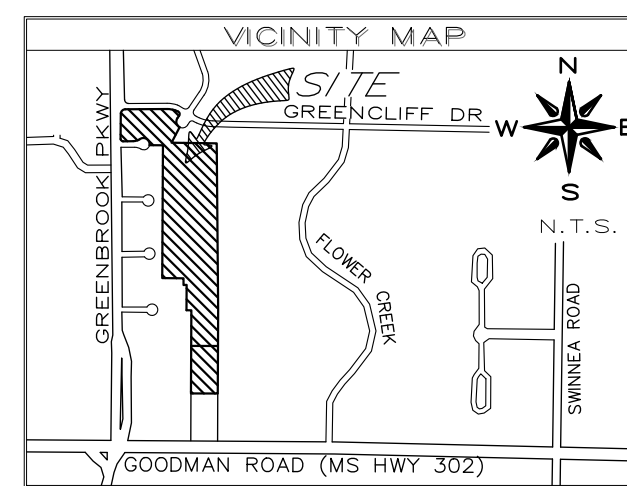 VICINITY MAP
SITE
GREENCLIFF DR
N
W
E
S
N.T.S.
GREENBROOK PKWY
FLOWER CREEK
SWINNEA ROAD
GOODMAN ROAD (MS HWY 302)